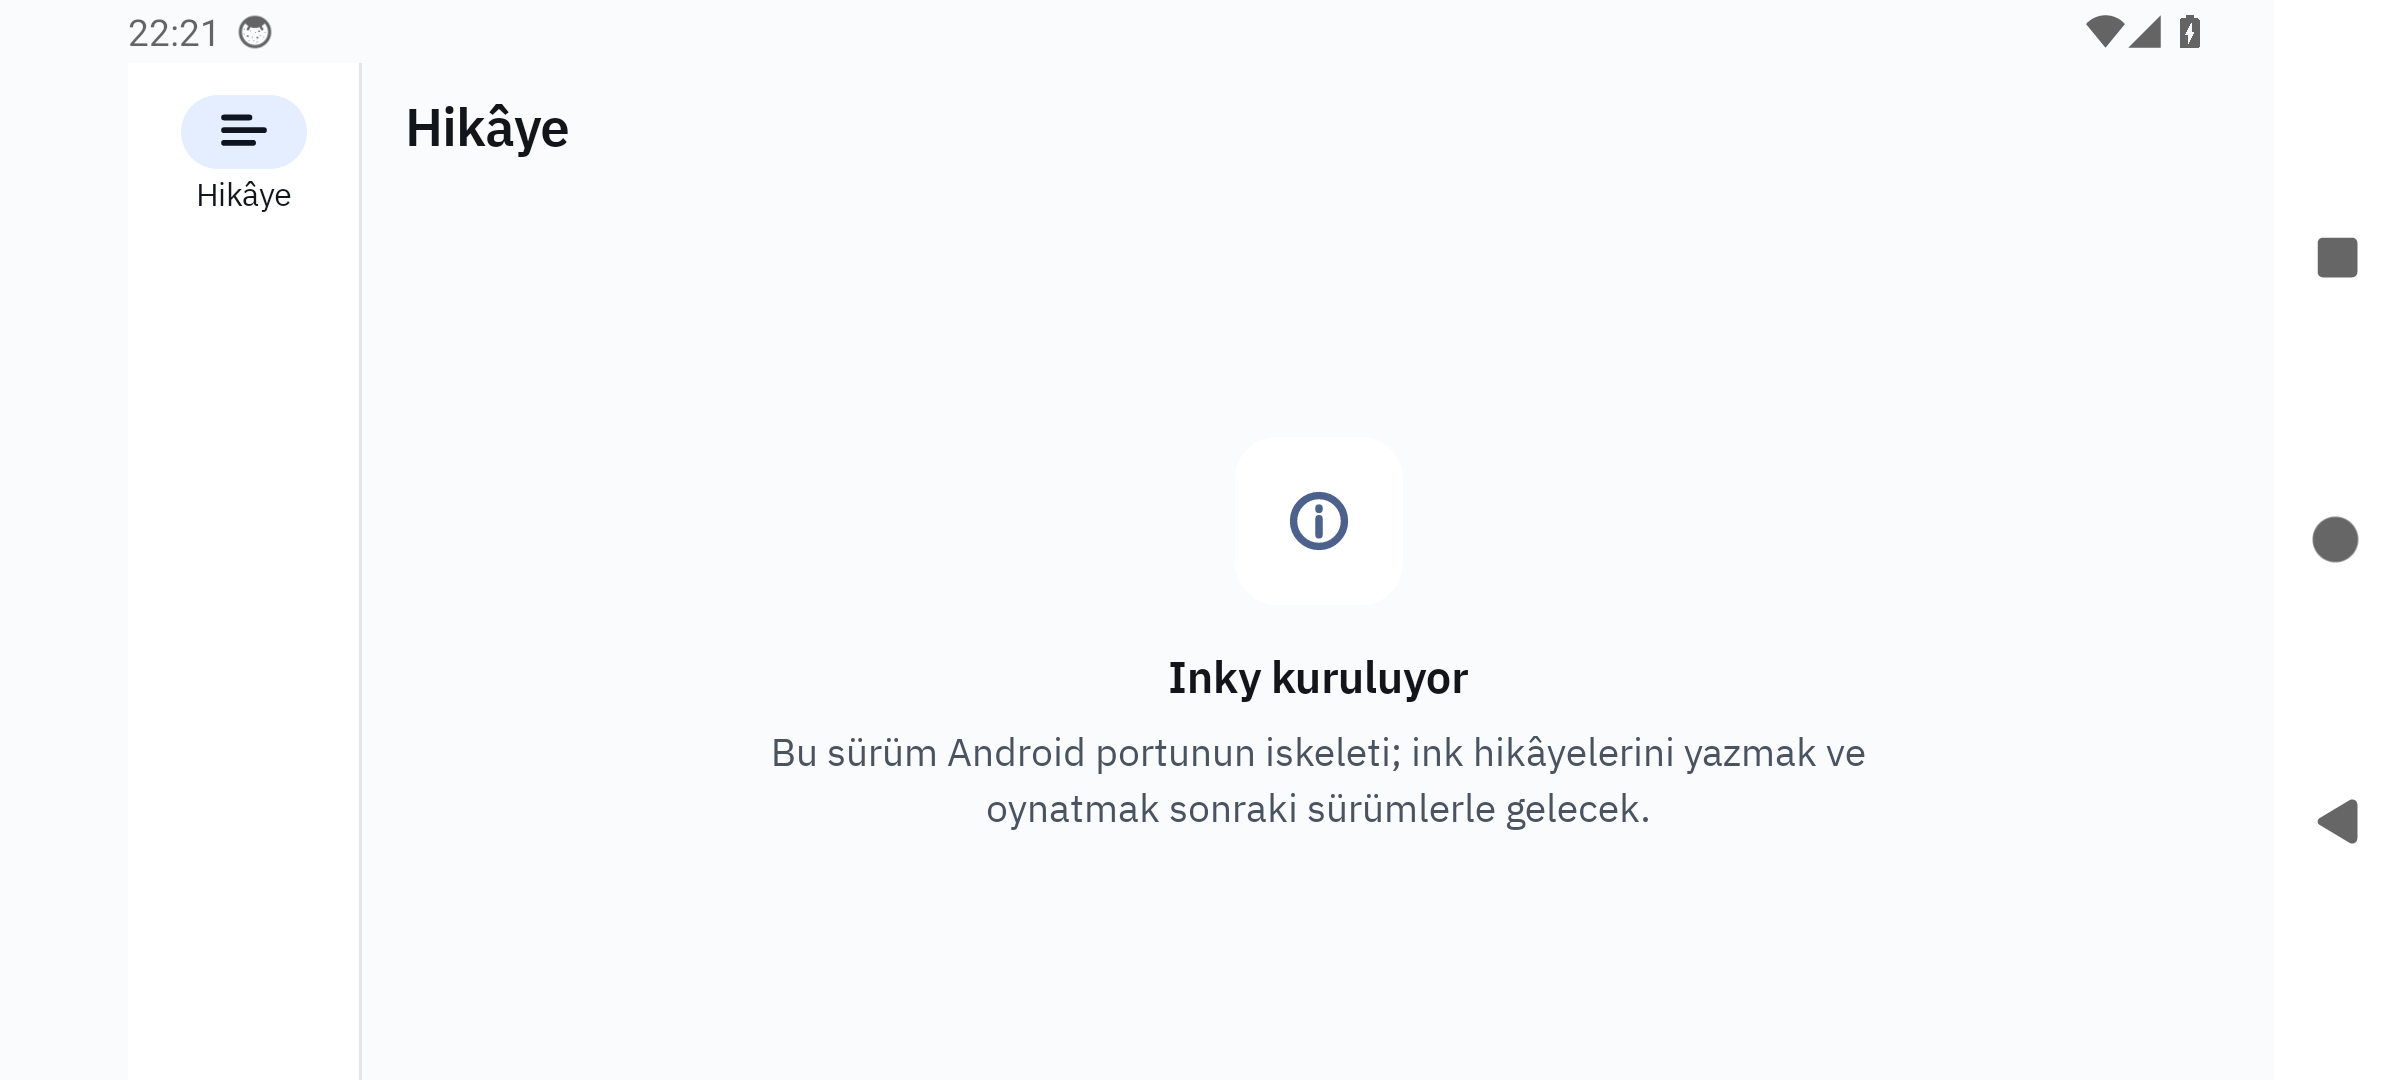 22:21
Hikâye
Hikâye
Inky kuruluyor
Bu sürüm Android portunun iskeleti; ink hikâyelerini yazmak ve
oynatmak sonraki sürümlerle gelecek.